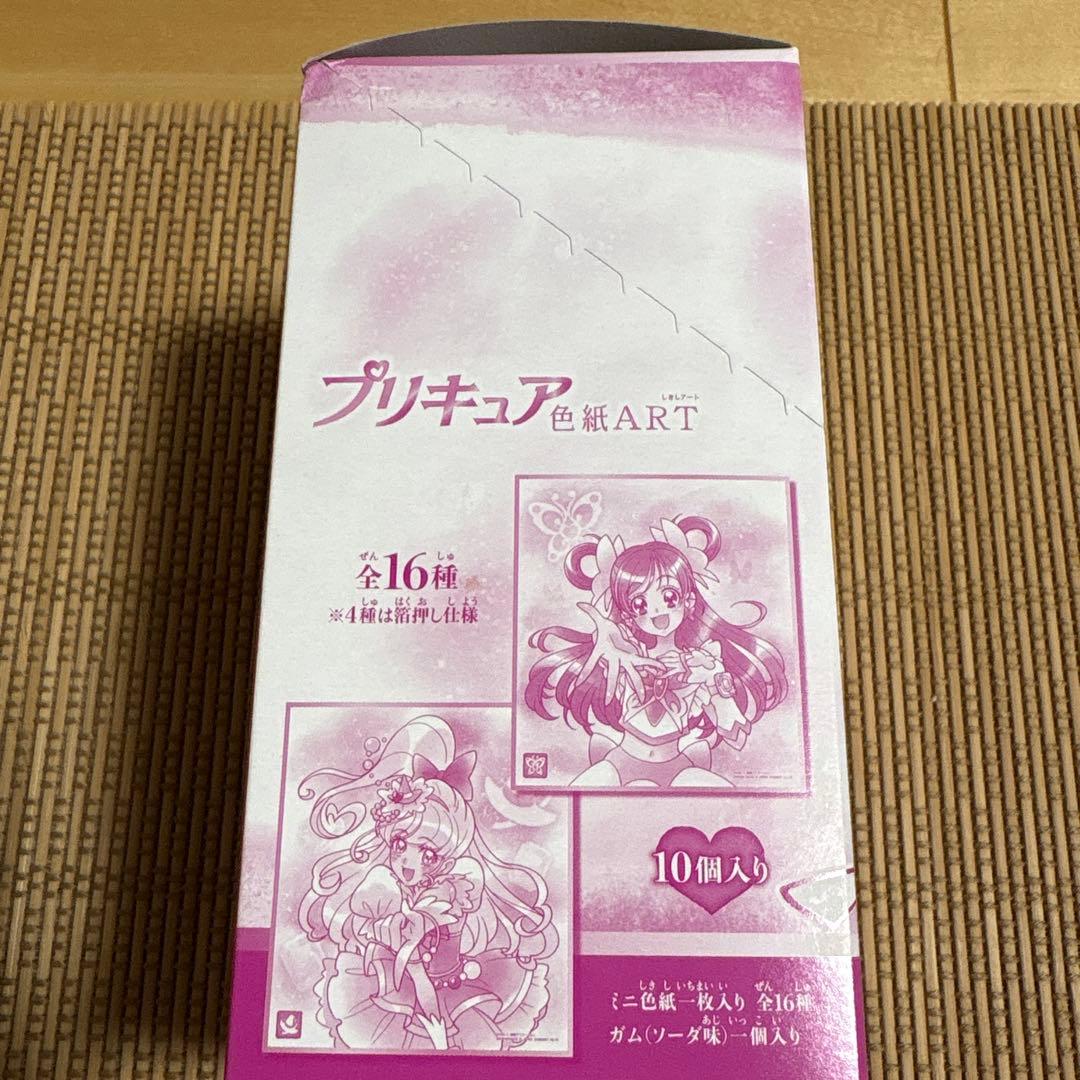 プリキュア色紙ART
しきしアート
ぜん しゅ
全16種
しゅ はく お し よう
※4種は箔押し仕様
10個入り
しき し いちまい い ぜん しゅ
ミニ色紙一枚入り 全16種
あじ いっ こ い
ガム(ソーダ味)一個入り